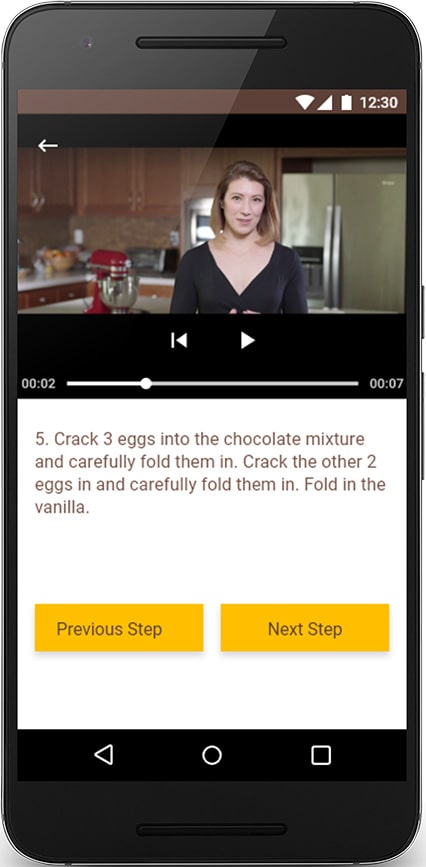 12:30
00:02
00:07
5. Crack 3 eggs into the chocolate mixture
and carefully fold them in. Crack the other 2
eggs in and carefully fold them in. Fold in the
vanilla.
Previous Step
Next Step